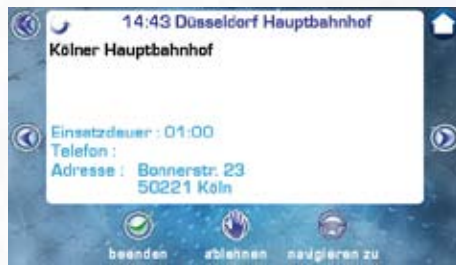 14:43 Düsseldorf Hauptbahnhof
Kölner Hauptbahnhof
Einsatzdauer : 01:00
Telefon :
Adresse : Bonnerstr. 23
50221 Köln
beenden ablehnen navigieren zu